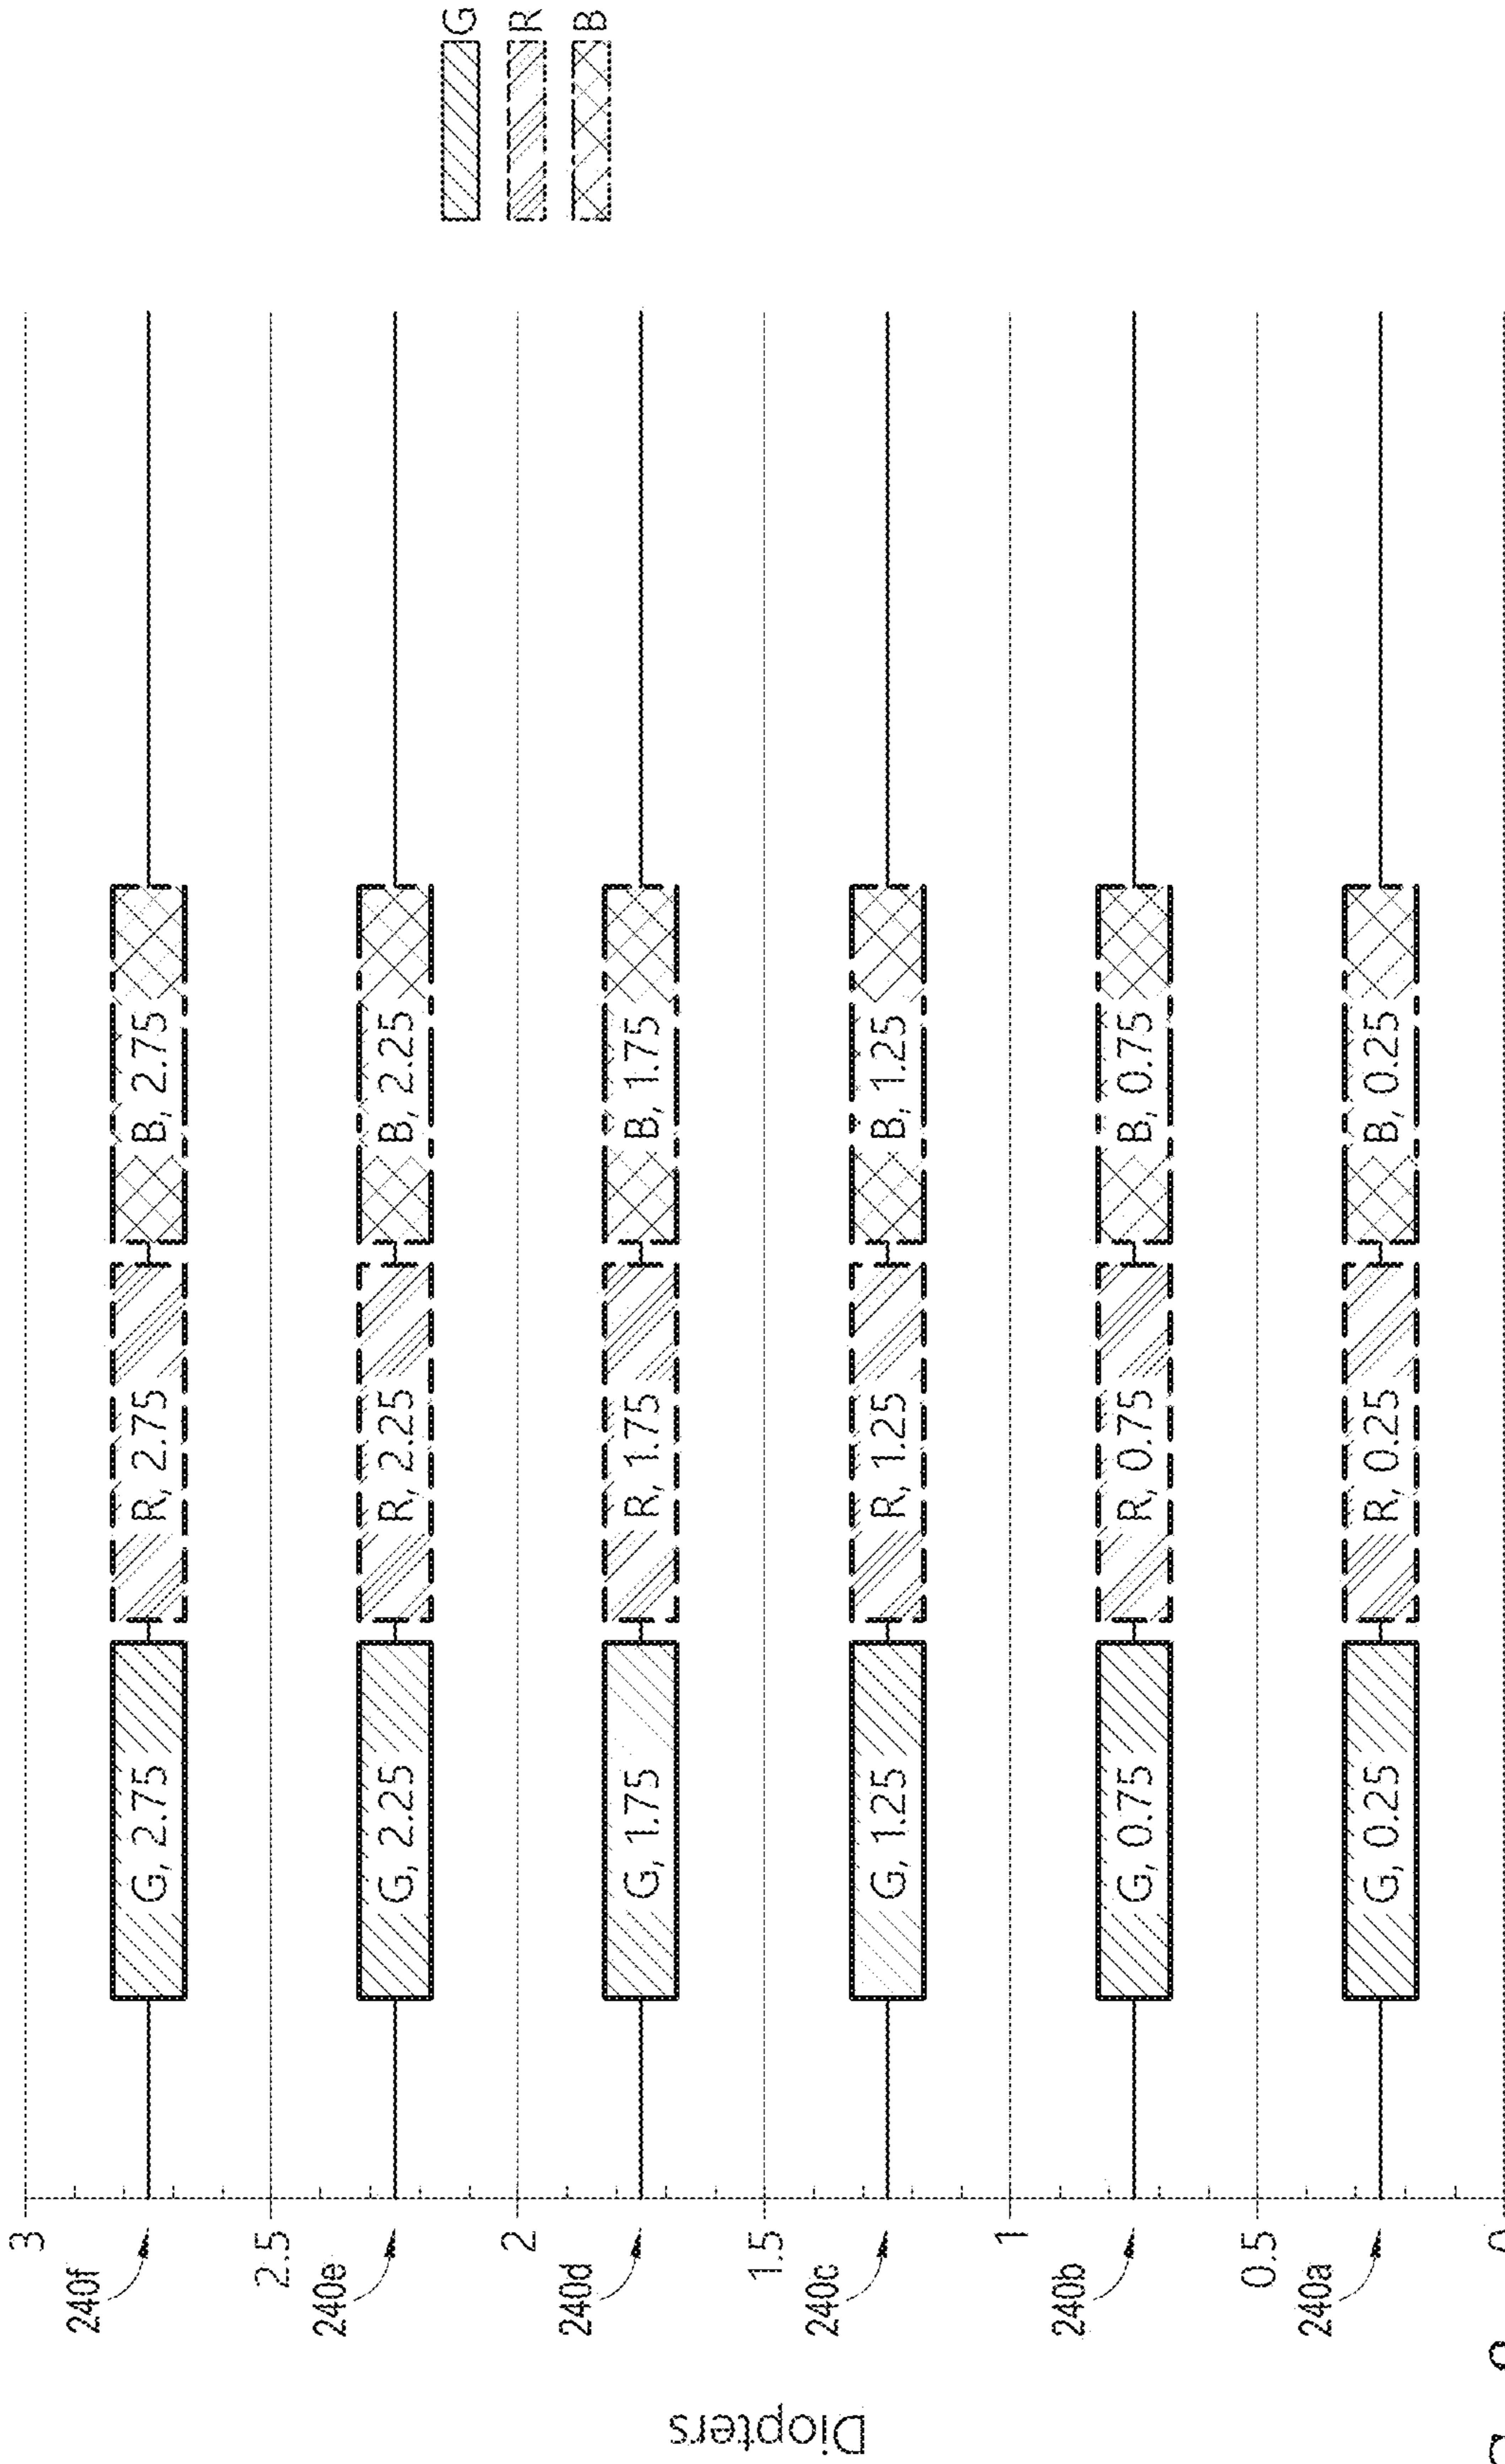 Diopters
3
240f
G, 2.75 R, 2.75 B, 2.75
2.5
240e
G, 2.25 R, 2.25 B, 2.25
2
240d
G, 1.75 R, 1.75 B, 1.75
1.5
240c
G, 1.25 R, 1.25 B, 1.25
1
240b
G, 0.75 R, 0.75 B, 0.75
0.5
240a
G, 0.25 R, 0.25 B, 0.25
0
G
R
B